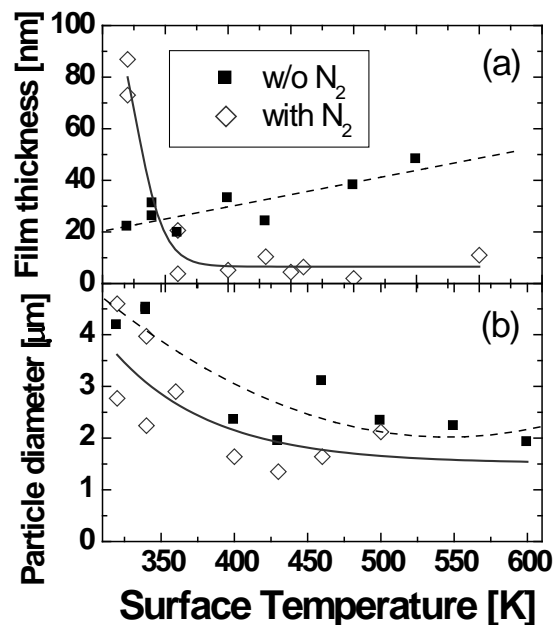 Film thickness [nm]
100
80
60
40
20
0
(a)
w/o N₂
with N₂
Particle diameter [µm]
4
3
2
1
0
(b)
350 400 450 500 550 600
Surface Temperature [K]